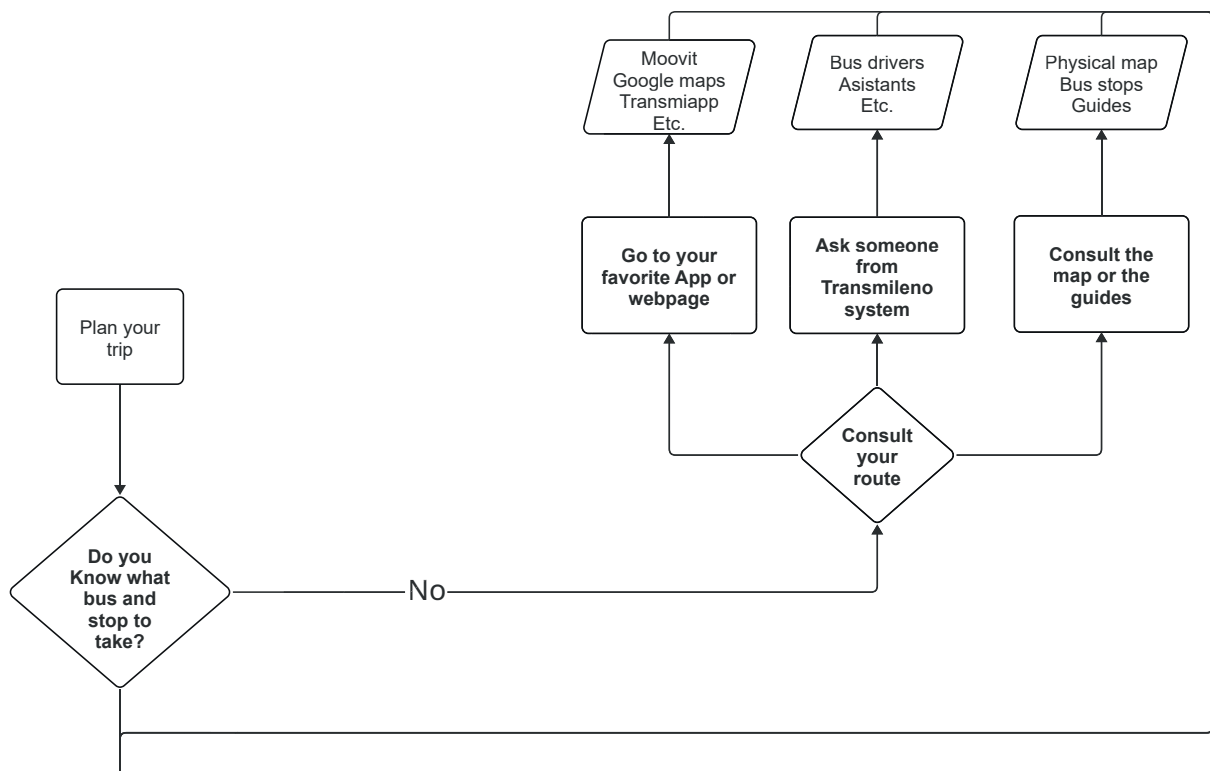 Moovit
Google maps
Transmiapp
Etc.
Bus drivers
Asistants
Etc.
Physical map
Bus stops
Guides
Go to your
favorite App or
webpage
Ask someone
from
Transmileno
system
Consult the
map or the
guides
Plan your
trip
Consult
your
route
Do you
Know what
bus and
stop to
take?
No